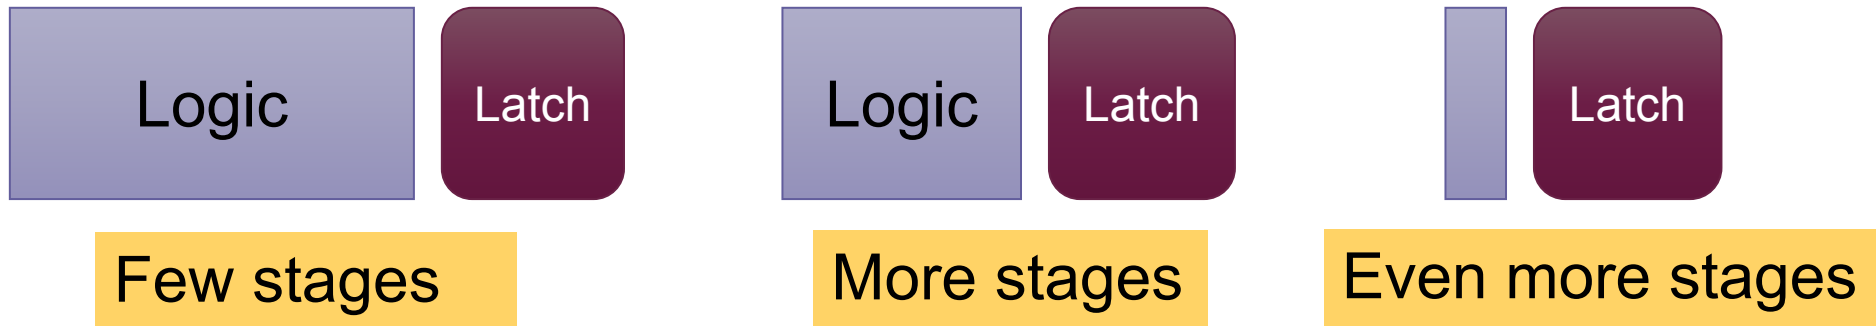 Logic
Latch
Logic
Latch
Latch
Few stages
More stages
Even more stages